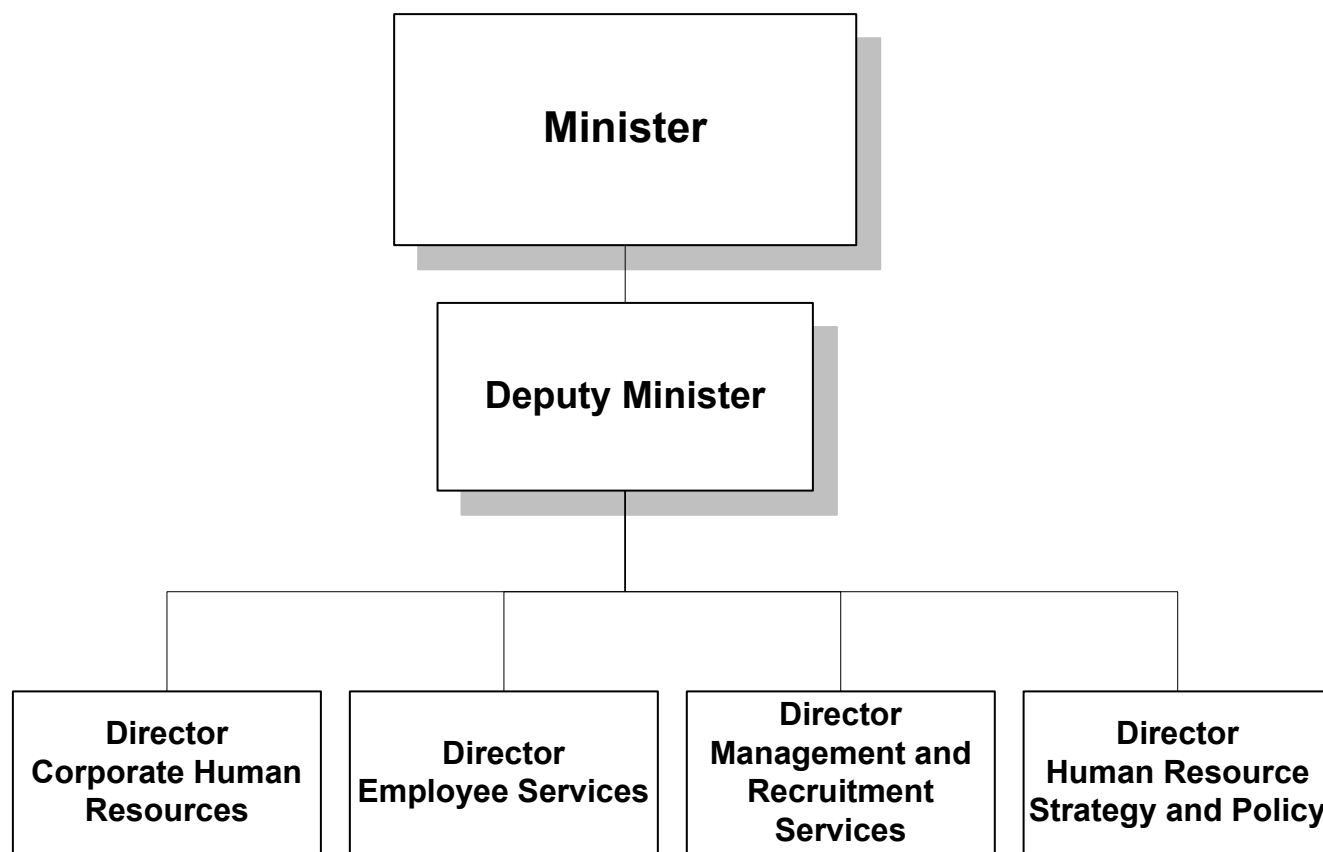 Minister
Deputy Minister
Director
Corporate Human
Resources
Director
Employee Services
Director
Management and
Recruitment
Services
Director
Human Resource
Strategy and Policy